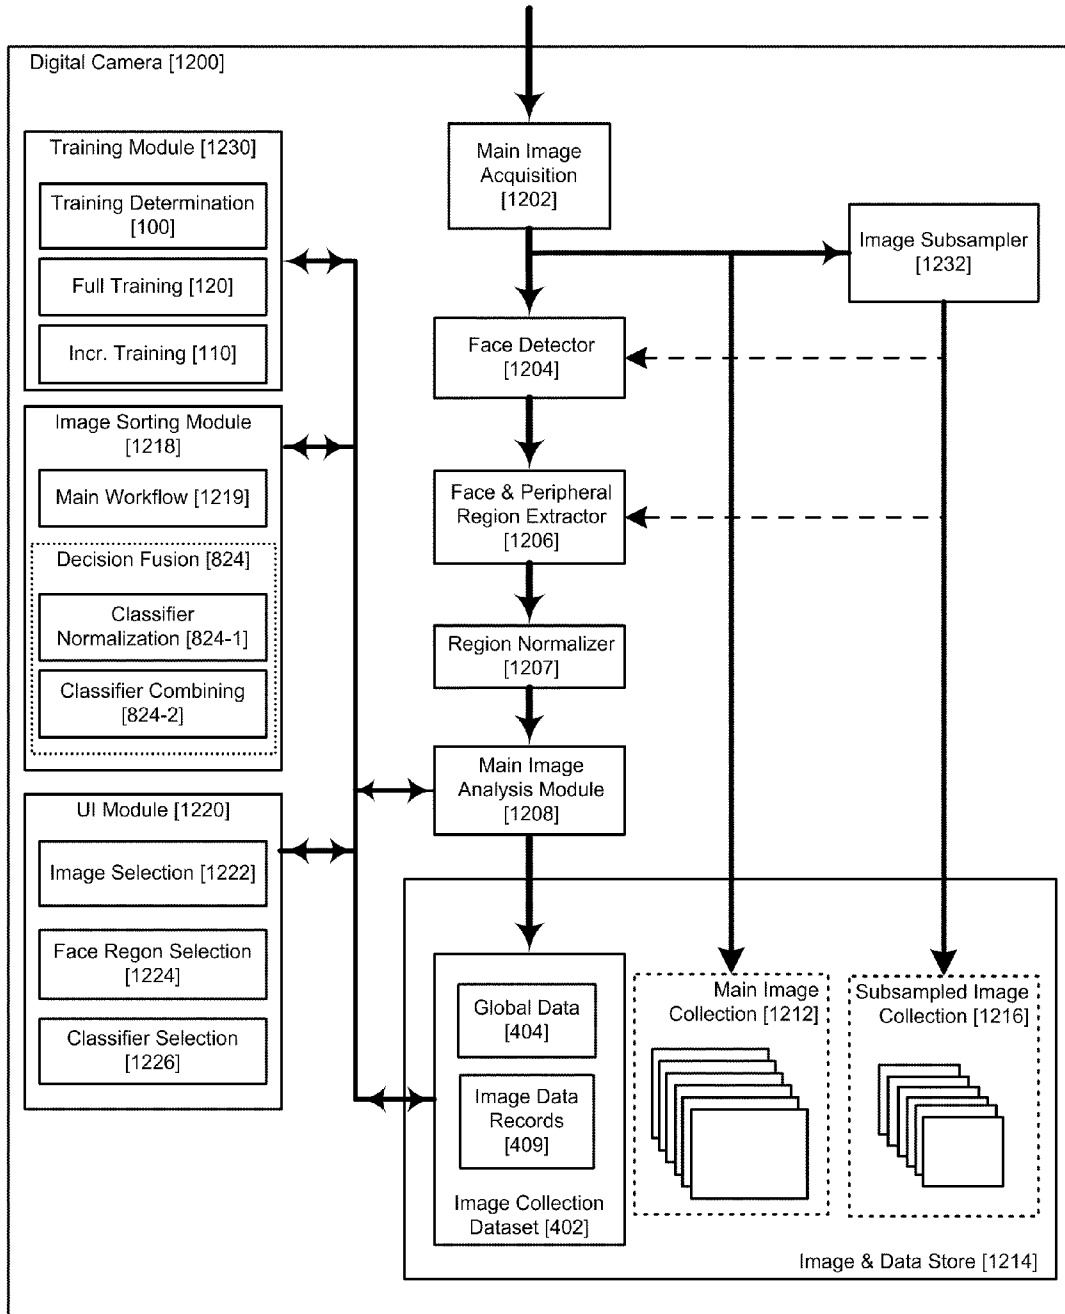 Digital Camera [1200]
Training Module [1230]
Training Determination
[100]
Full Training [120]
Incr. Training [110]
Image Sorting Module
[1218]
Main Workflow [1219]
Decision Fusion [824]
Classifier
Normalization [824-1]
Classifier Combining
[824-2]
UI Module [1220]
Image Selection [1222]
Face Regon Selection
[1224]
Classifier Selection
[1226]
Main Image
Acquisition
[1202]
Image Subsampler
[1232]
Face Detector
[1204]
Face & Peripheral
Region Extractor
[1206]
Region Normalizer
[1207]
Main Image
Analysis Module
[1208]
Global Data
[404]
Image Data
Records
[409]
Image Collection
Dataset [402]
Main Image
Collection [1212]
Subsampled Image
Collection [1216]
Image & Data Store [1214]